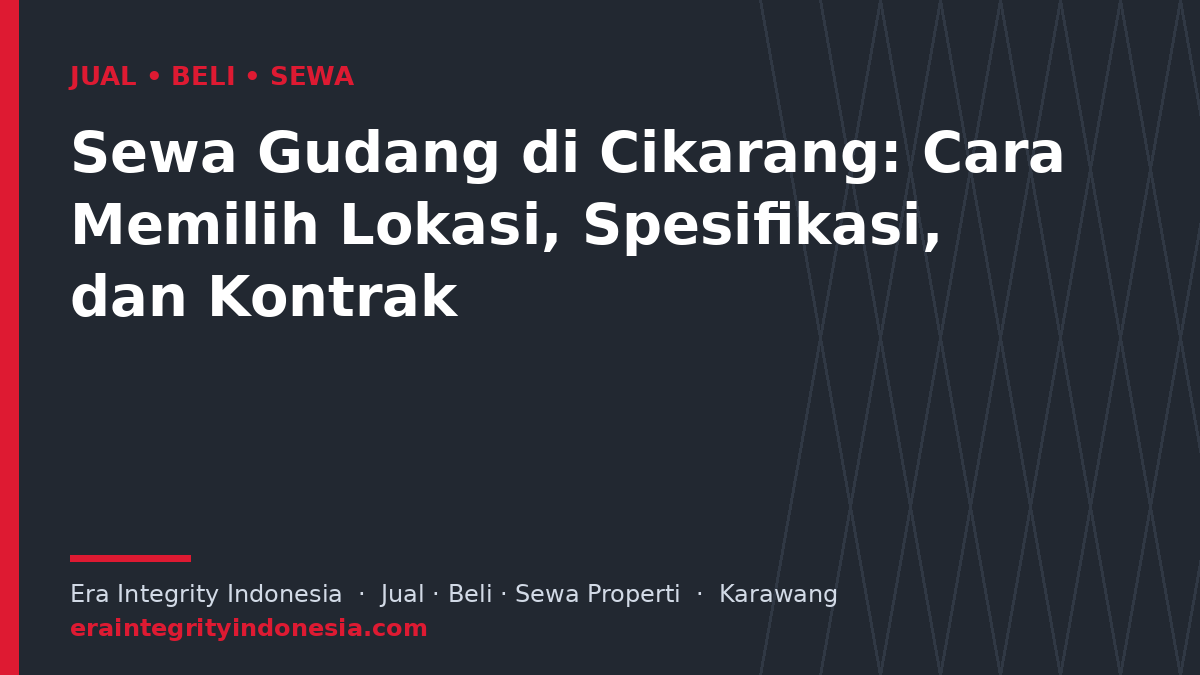 JUAL • BELI • SEWA
Sewa Gudang di Cikarang: Cara
Memilih Lokasi, Spesifikasi,
dan Kontrak
Era Integrity Indonesia · Jual · Beli · Sewa Properti · Karawang
eraintegrityindonesia.com